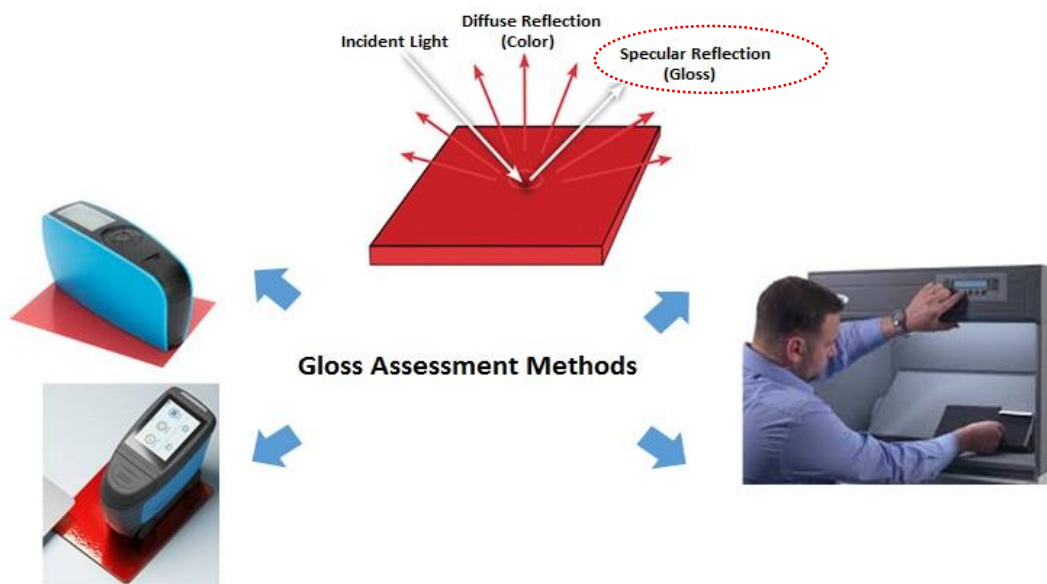 Diffuse Reflection
(Color)
Incident Light
Specular Reflection
(Gloss)
Gloss Assessment Methods